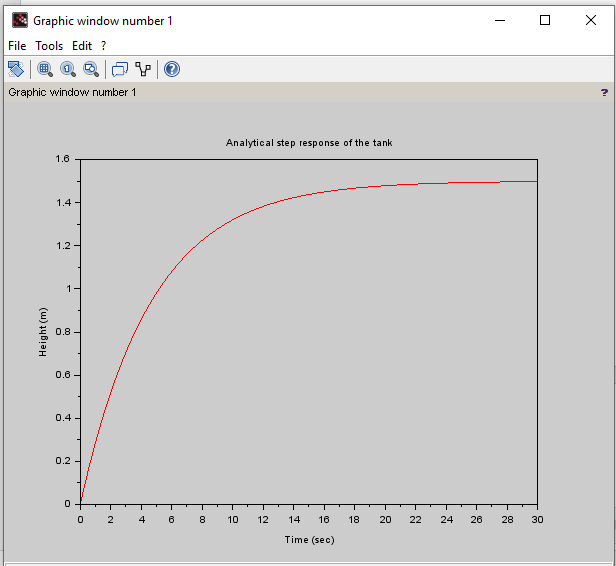 Graphic window number 1
File Tools Edit ?
Graphic window number 1 ?
Analytical step response of the tank
1.6
1.4
1.2
1
0.8
0.6
0.4
0.2
0
Height (m)
0 2 4 6 8 10 12 14 16 18 20 22 24 26 28 30
Time (sec)